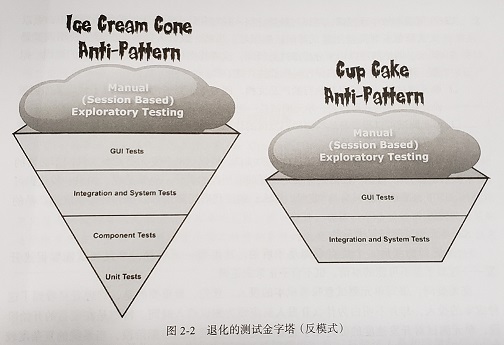 Ice Cream Cone
Anti-Pattern
Manual
(Session Based)
Exploratory Testing
GUI Tests
Integration and System Tests
Component Tests
Unit Tests
Cup Cake
Anti-Pattern
Manual
(Session Based)
Exploratory Testing
GUI Tests
Integration and System Tests
图 2-2 退化的测试金字塔（反模式）